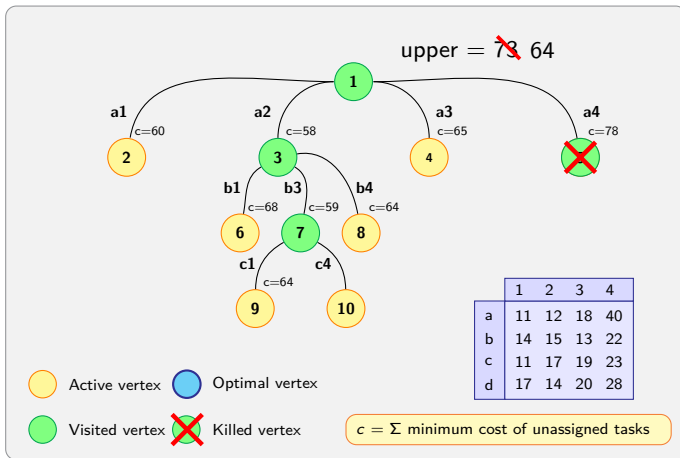 upper = 73 64
1
a1 a2 a3 a4
c=60 c=58 c=65 c=78
2 3 4
b1 b3 b4
c=68 c=59 c=64
6 7 8
c1 c4
c=64
9 10
1 2 3 4
a 11 12 18 40
b 14 15 13 22
c 11 17 19 23
d 17 14 20 28
Active vertex Optimal vertex
Visited vertex Killed vertex
c = Σ minimum cost of unassigned tasks